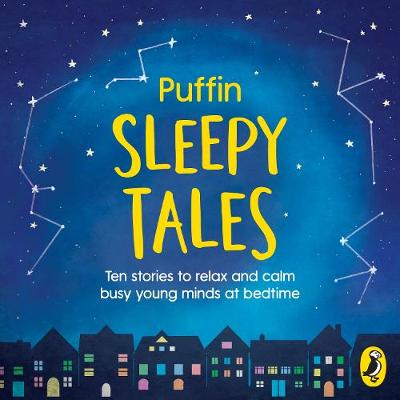 Puffin
SLEEPY
TALES
Ten stories to relax and calm
busy young minds at bedtime